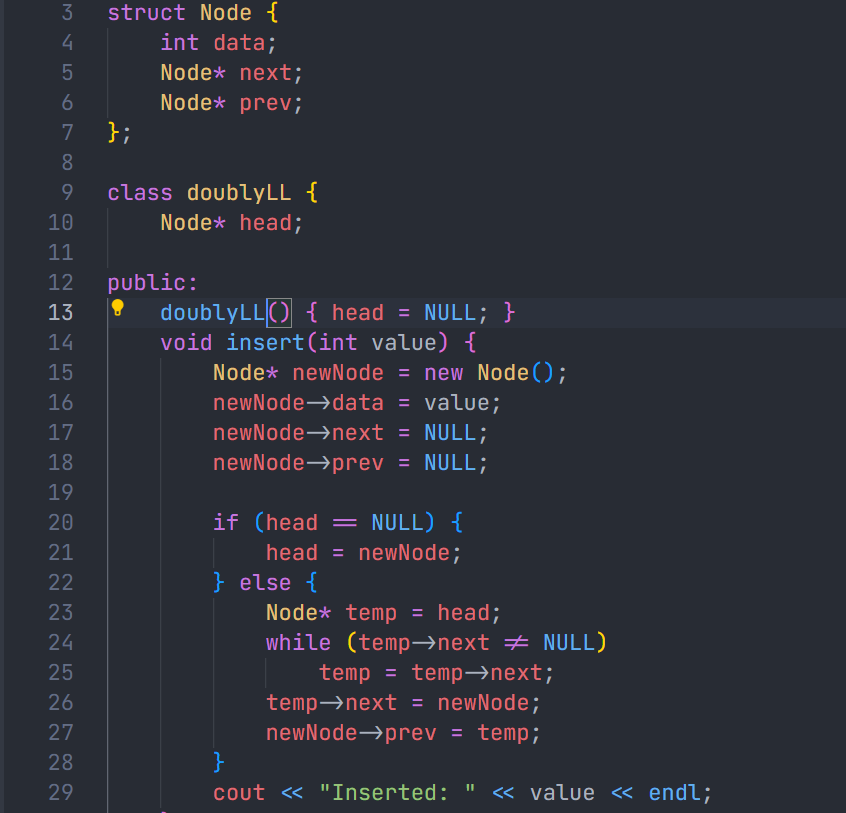 3 struct Node {
4     int data;
5     Node* next;
6     Node* prev;
7 };
8
9 class doublyLL {
10     Node* head;
11
12 public:
13     doublyLL() { head = NULL; }
14     void insert(int value) {
15         Node* newNode = new Node();
16         newNode->data = value;
17         newNode->next = NULL;
18         newNode->prev = NULL;
19
20         if (head == NULL) {
21             head = newNode;
22         } else {
23             Node* temp = head;
24             while (temp->next != NULL)
25                 temp = temp->next;
26             temp->next = newNode;
27             newNode->prev = temp;
28         }
29         cout << "Inserted: " << value << endl;